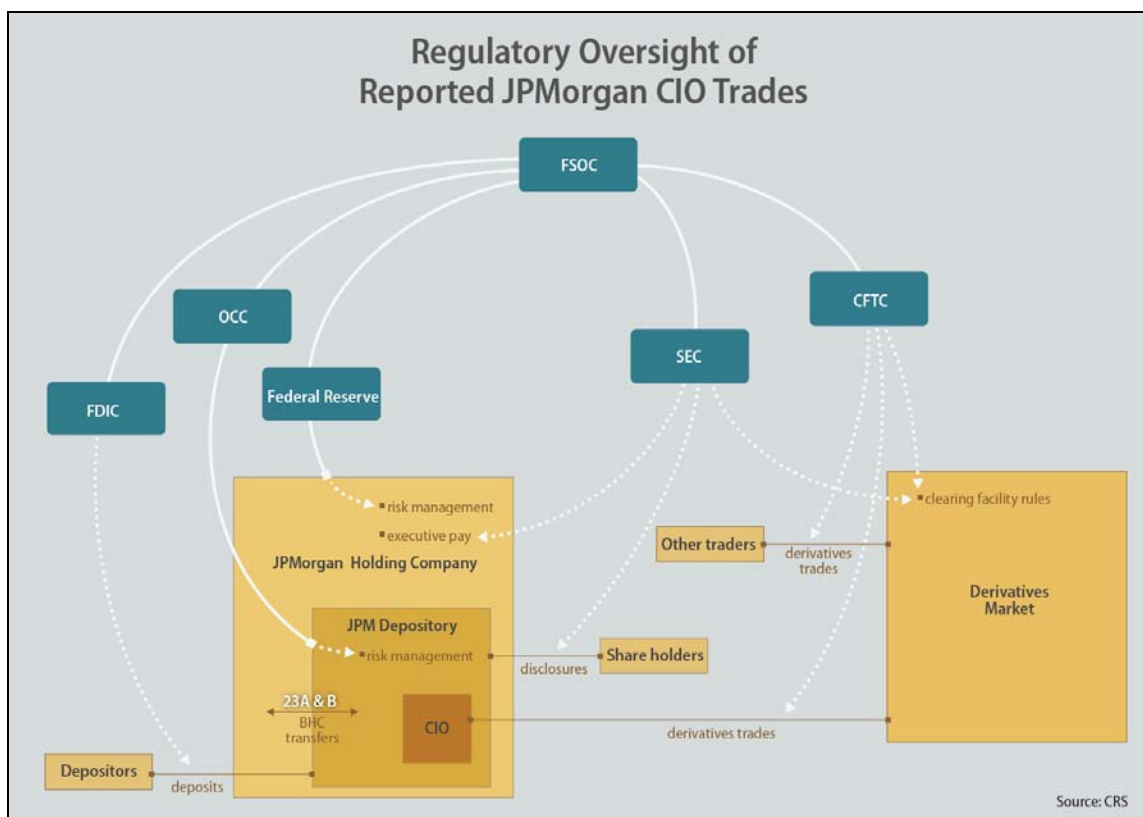 Regulatory Oversight of
Reported JPMorgan CIO Trades
FSOC
OCC
CFTC
SEC
FDIC
Federal Reserve
risk management
executive pay
JPMorgan Holding Company
clearing facility rules
Other traders
derivatives
trades
Derivatives
Market
JPM Depository
risk management
disclosures
Share holders
23A & B
BHC
transfers
CIO
derivatives trades
Depositors
deposits
Source: CRS